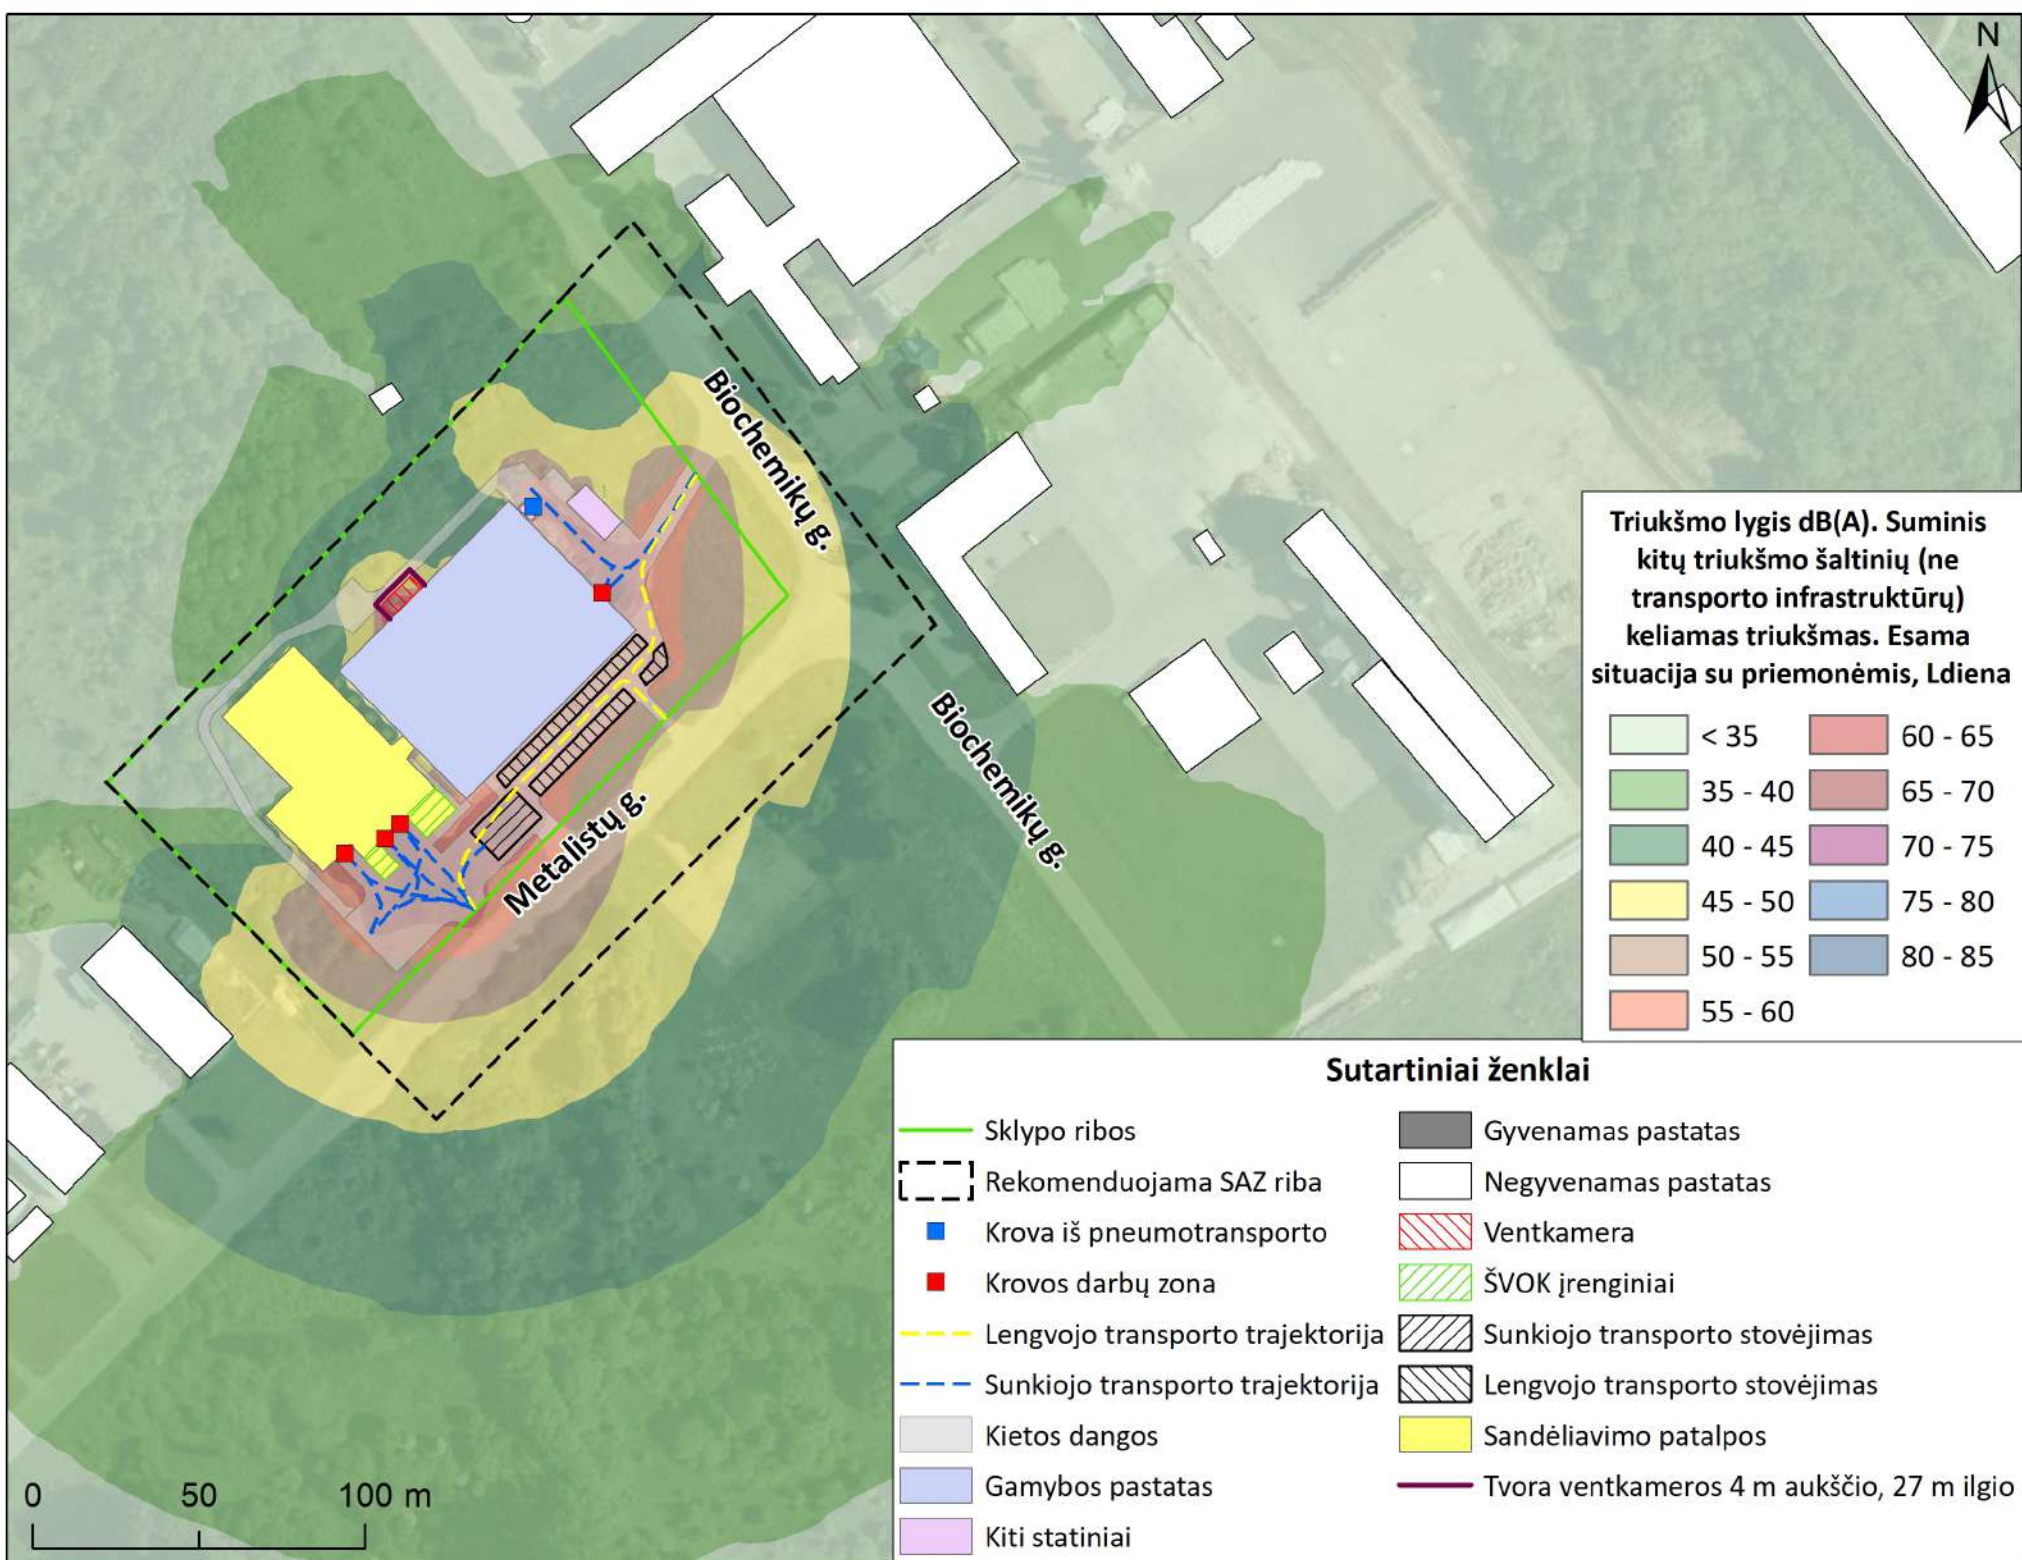 N
Biochemikų g.
Biochemikų g.
Metalistų g.
Triukšmo lygis dB(A). Suminis
kitų triukšmo šaltinių (ne
transporto infrastruktūrų)
keliamas triukšmas. Esama
situacija su priemonėmis, Ldiena
< 35
60 - 65
35 - 40
65 - 70
40 - 45
70 - 75
45 - 50
75 - 80
50 - 55
80 - 85
55 - 60
Sutartiniai ženklai
Sklypo ribos
Rekomenduojama SAZ riba
Krova iš pneumotransporto
Krovos darbų zona
Lengvojo transporto trajektorija
Sunkiojo transporto trajektorija
Kietos dangos
Gamybos pastatas
Kiti statiniai
Gyvenamas pastatas
Negyvenamas pastatas
Ventkamera
ŠVOK įrenginiai
Sunkiojo transporto stovėjimas
Lengvojo transporto stovėjimas
Sandėliavimo patalpos
Tvora ventkameros 4 m aukščio, 27 m ilgio
0 50 100 m